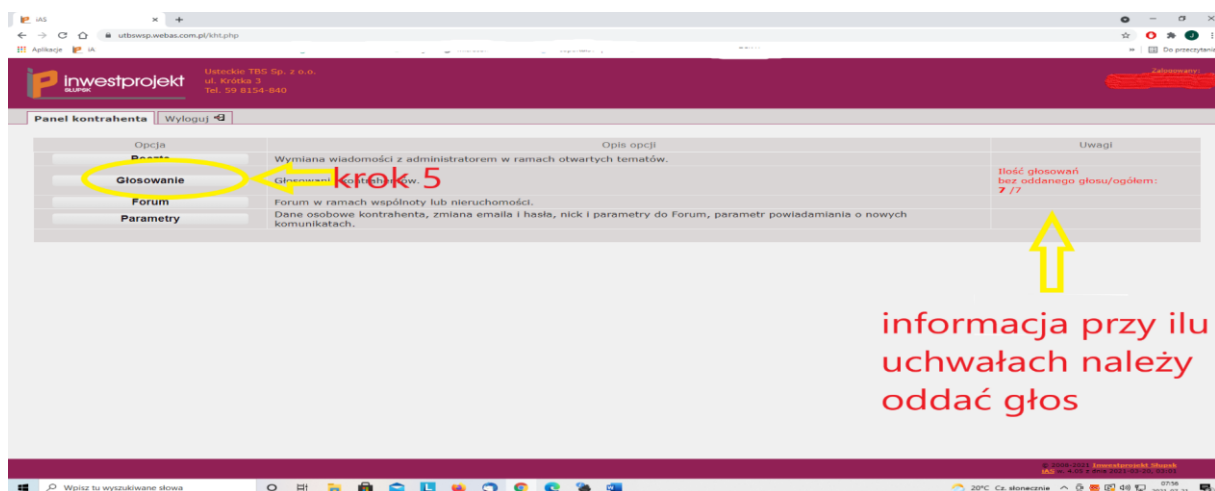 iAS
utbswsp.webas.com.pl/kht.php
Aplikacje iA
Do przeczytania
inwestprojekt
SŁUPSK
Usteckie TBS Sp. z o.o.
ul. Krótka 3
Tel. 59 8154-840
Zalogowany:
Panel kontrahenta Wyloguj
Opcja Opis opcji Uwagi
Poczta Wymiana wiadomości z administratorem w ramach otwartych tematów.
Głosowanie krok 5
Ilość głosowań
bez oddanego głosu/ogółem:
7 /7
Forum Forum w ramach wspólnoty lub nieruchomości.
Parametry Dane osobowe kontrahenta, zmiana emaila i hasła, nick i parametry do Forum, parametr powiadamiania o nowych
komunikatach.
informacja przy ilu
uchwałach należy
oddać głos
Inwestprojekt Słupsk
Wpisz tu wyszukiwane słowa
20°C Cz. słonecznie
07:56